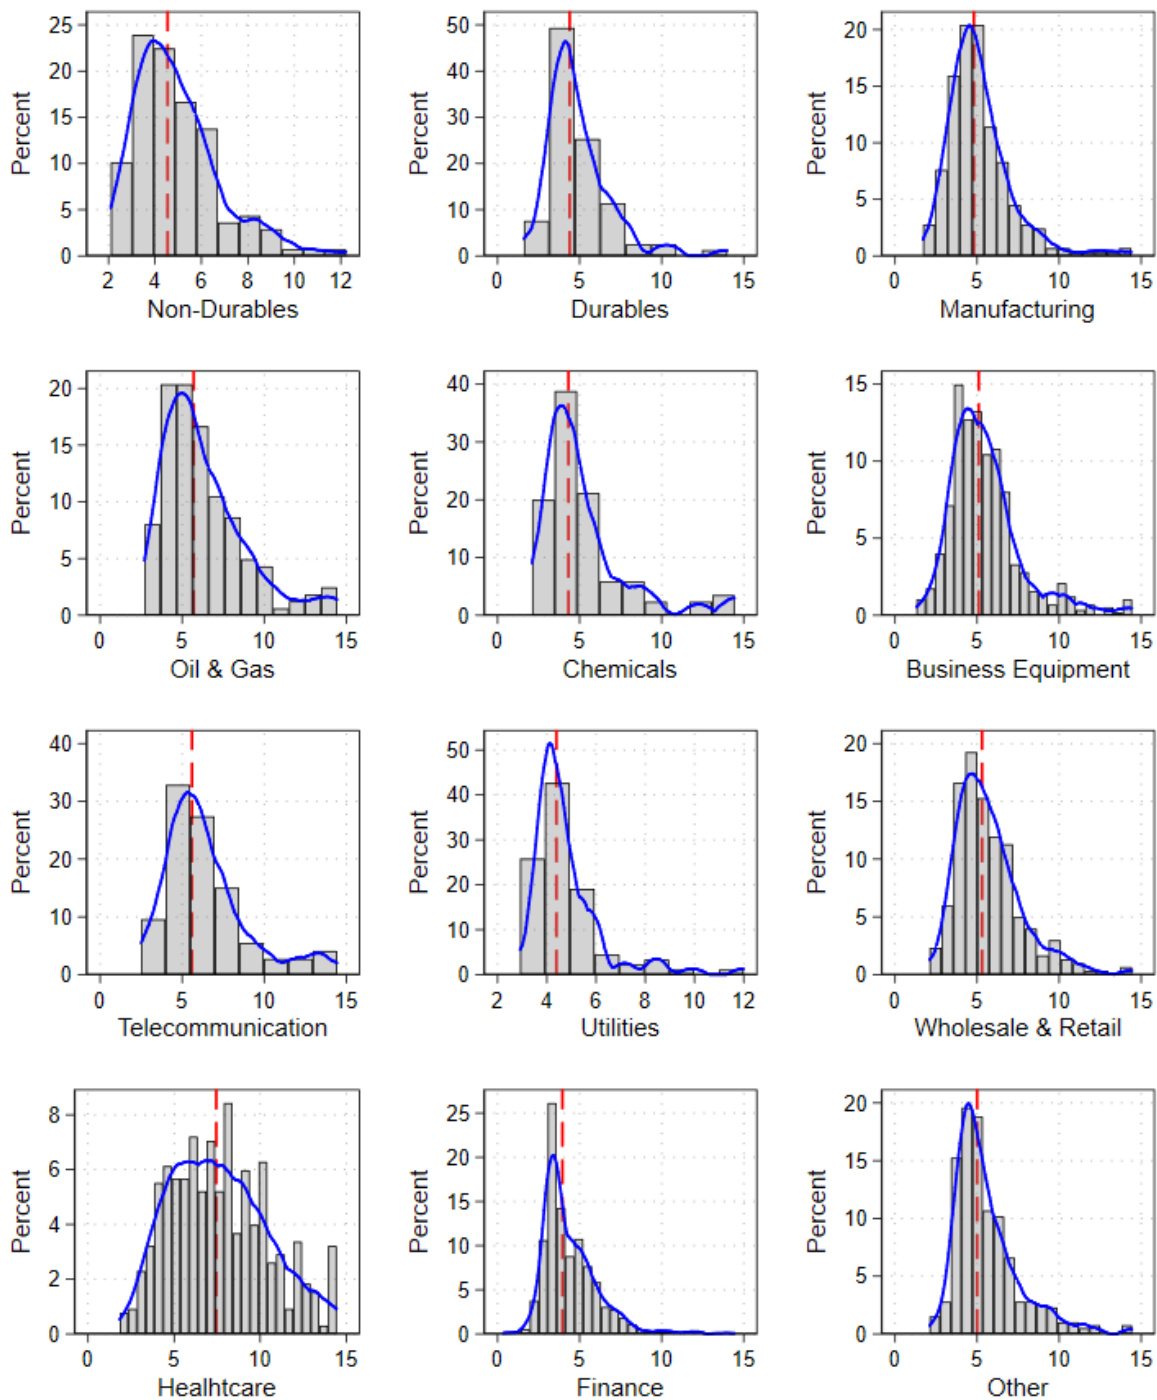 25
20
15
10
5
0
Percent
2 4 6 8 10 12
Non-Durables
50
40
30
20
10
0
Percent
0 5 10 15
Durables
20
15
10
5
0
Percent
0 5 10 15
Manufacturing
20
15
10
5
0
Percent
0 5 10 15
Oil & Gas
40
30
20
10
0
Percent
0 5 10 15
Chemicals
15
10
5
0
Percent
0 5 10 15
Business Equipment
40
30
20
10
0
Percent
0 5 10 15
Telecommunication
50
40
30
20
10
0
Percent
2 4 6 8 10 12
Utilities
20
15
10
5
0
Percent
0 5 10 15
Wholesale & Retail
8
6
4
2
0
Percent
0 5 10 15
Healhtcare
25
20
15
10
5
0
Percent
0 5 10 15
Finance
20
15
10
5
0
Percent
0 5 10 15
Other